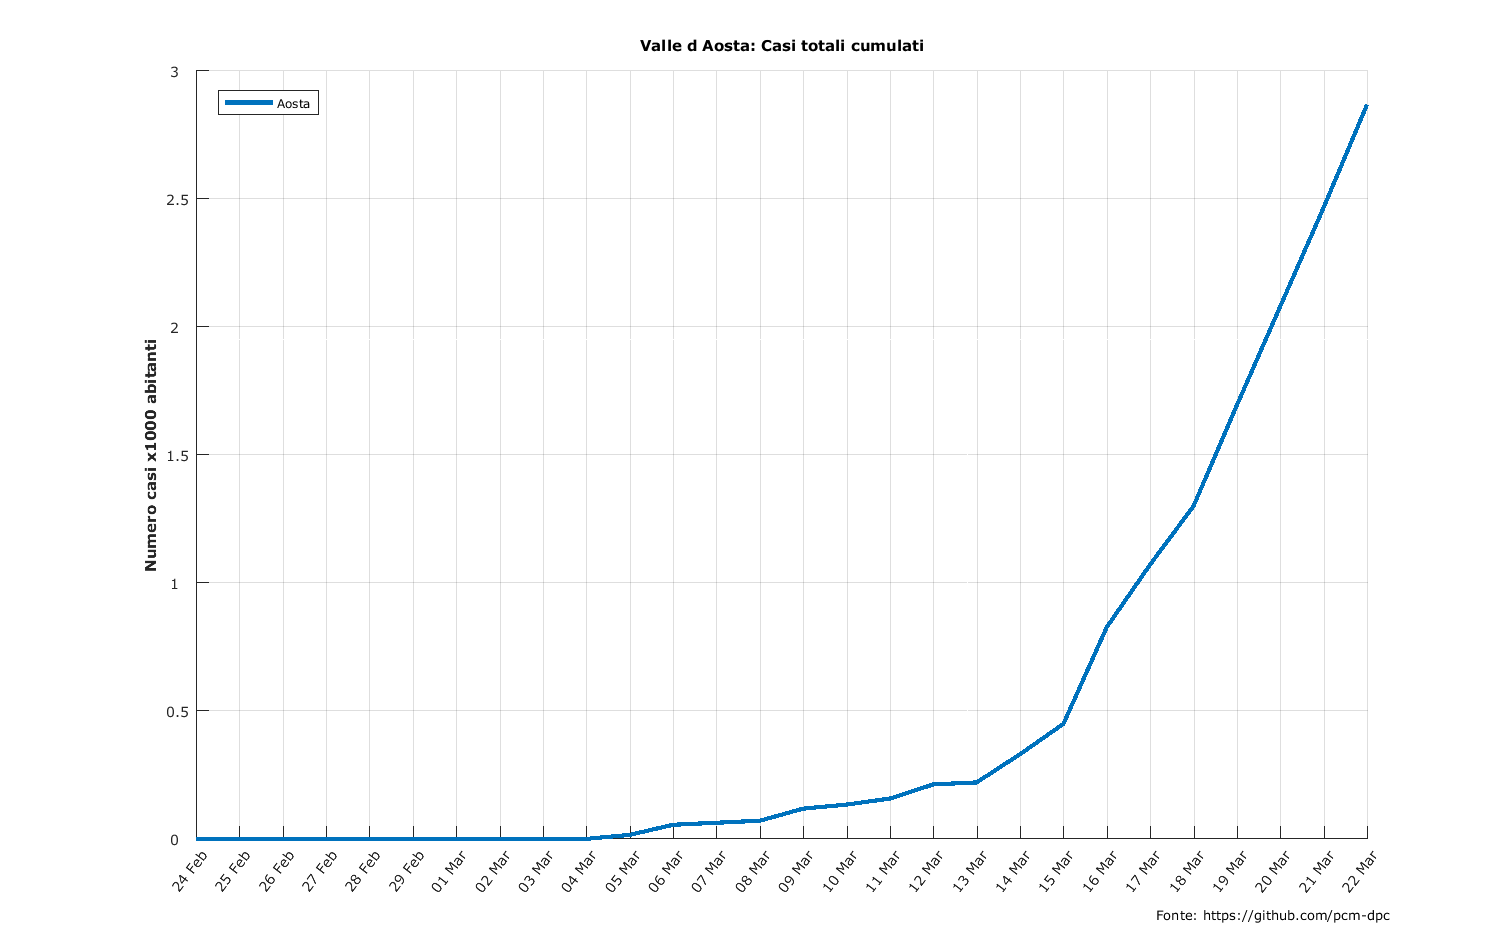 Valle d Aosta: Casi totali cumulati
Aosta
Numero casi x1000 abitanti
3
2.5
2
1.5
1
0.5
0
24 Feb
25 Feb
26 Feb
27 Feb
28 Feb
29 Feb
01 Mar
02 Mar
03 Mar
04 Mar
05 Mar
06 Mar
07 Mar
08 Mar
09 Mar
10 Mar
11 Mar
12 Mar
13 Mar
14 Mar
15 Mar
16 Mar
17 Mar
18 Mar
19 Mar
20 Mar
21 Mar
22 Mar
Fonte: https://github.com/pcm-dpc